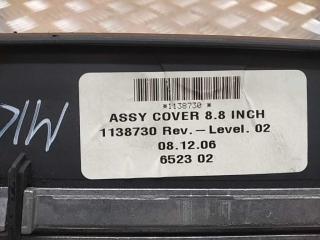 *1138730*
ASSY COVER 8.8 INCH
1138730 Rev. – Level. 02
08.12.06
6523 02